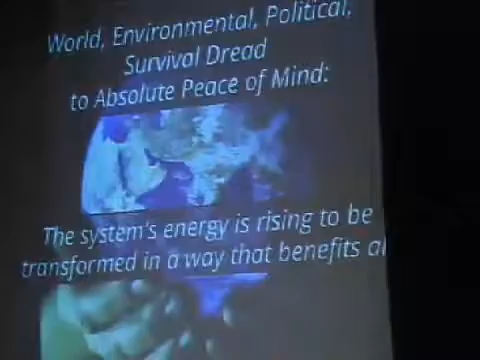 World, Environmental, Political,
Survival Dread
to Absolute Peace of Mind:
The system's energy is rising to be
transformed in a way that benefits al